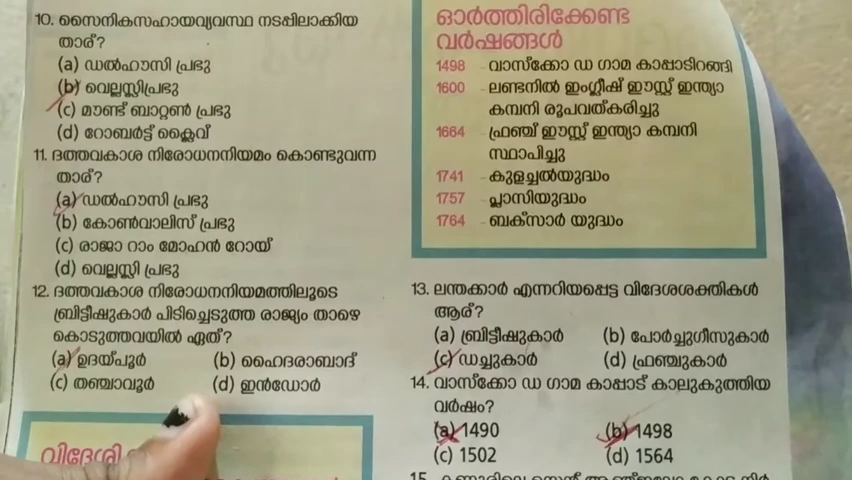 10. സൈനികസഹായവ്യവസ്ഥ നടപ്പിലാക്കിയ
താര്?
(a) ഡൽഹൗസി പ്രഭു
(b) വെല്ലസ്ലിപ്രഭു
(c) മൗണ്ട് ബാറ്റൺ പ്രഭു
(d) റോബർട്ട് ക്ലൈവ്
11. ദത്തവകാശ നിരോധനനിയമം കൊണ്ടുവന്ന
താര്?
(a) ഡൽഹൗസി പ്രഭു
(b) കോൺവാലിസ് പ്രഭു
(c) രാജാ റാം മോഹൻ റോയ്
(d) വെല്ലസ്ലി പ്രഭു
12. ദത്തവകാശ നിരോധനനിയമത്തിലൂടെ
ബ്രിട്ടീഷുകാർ പിടിച്ചെടുത്ത രാജ്യം താഴെ
കൊടുത്തവയിൽ ഏത്?
(a) ഉദയ്പൂർ (b) ഹൈദരാബാദ്
(c) തഞ്ചാവൂർ (d) ഇൻഡോർ
വിദേശി
ഓർത്തിരിക്കേണ്ട
വർഷങ്ങൾ
1498 - വാസ്ക്കോ ഡ ഗാമ കാപ്പാടിറങ്ങി
1600 - ലണ്ടനിൽ ഇംഗ്ലീഷ് ഈസ്റ്റ് ഇന്ത്യാ
കമ്പനി രൂപവത്കരിച്ചു
1664 - ഫ്രഞ്ച് ഈസ്റ്റ് ഇന്ത്യാ കമ്പനി
സ്ഥാപിച്ചു
1741 - കുളച്ചൽയുദ്ധം
1757 - പ്ലാസിയുദ്ധം
1764 - ബക്സാർ യുദ്ധം
13. ലന്തക്കാർ എന്നറിയപ്പെട്ട വിദേശശക്തികൾ
ആര്?
(a) ബ്രിട്ടീഷുകാർ (b) പോർച്ചുഗീസുകാർ
(c) ഡച്ചുകാർ (d) ഫ്രഞ്ചുകാർ
14. വാസ്ക്കോ ഡ ഗാമ കാപ്പാട് കാലുകുത്തിയ
വർഷം?
(a) 1490 (b) 1498
(c) 1502 (d) 1564
15.